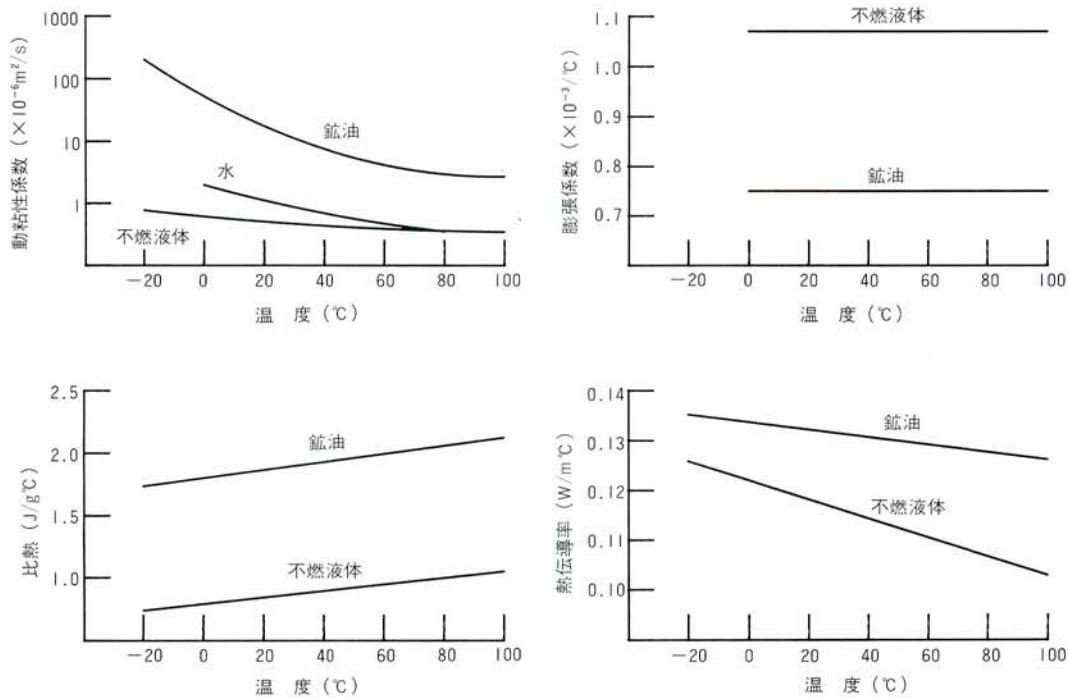 1000
100
10
1
動粘性係数（×10⁻⁶m²/s）
鉱油
水
不燃液体
−20 0 20 40 60 80 100
温 度（℃）
1.1
1.0
0.9
0.8
0.7
膨張係数（×10⁻³/℃）
不燃液体
鉱油
−20 0 20 40 60 80 100
温 度（℃）
2.5
2.0
1.5
1.0
比熱（J/g℃）
鉱油
不燃液体
−20 0 20 40 60 80 100
温 度（℃）
0.14
0.13
0.12
0.11
0.10
熱伝導率（W/m℃）
鉱油
不燃液体
−20 0 20 40 60 80 100
温 度（℃）